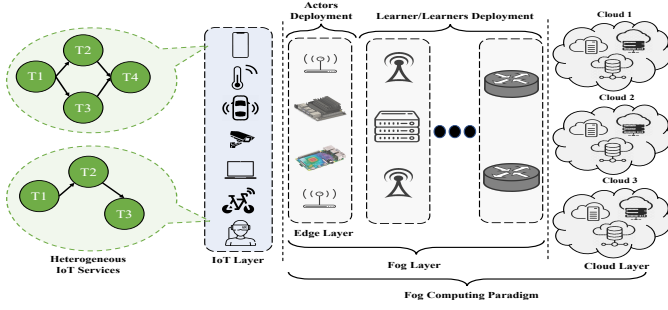 Actors
Deployment
Learner/Learners Deployment
Cloud 1
T2
T1
T4
T3
Cloud 2
T2
T1
T3
Cloud 3
Edge Layer
Heterogeneous
IoT Services
IoT Layer
Fog Layer
Cloud Layer
Fog Computing Paradigm